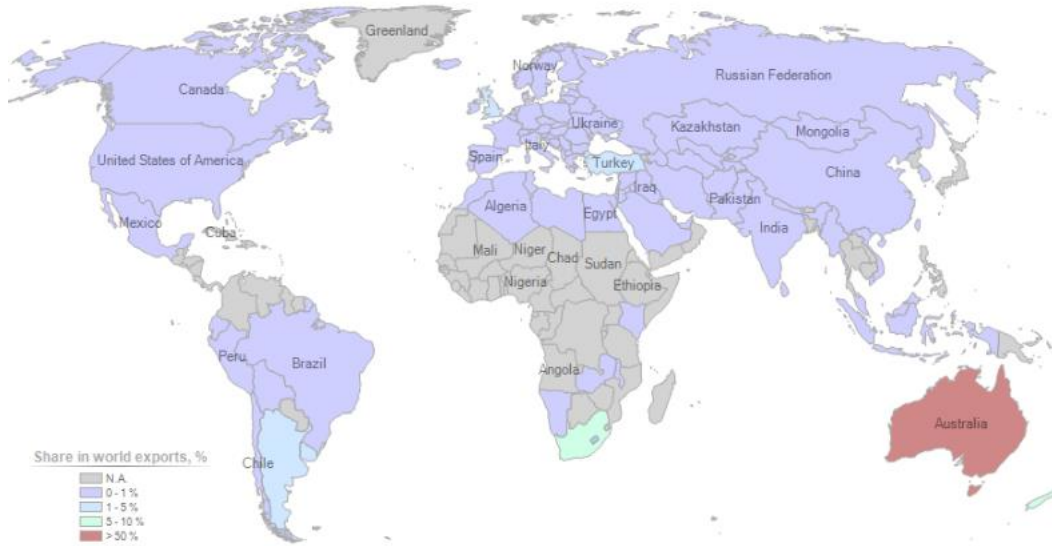 Greenland
Norway
Canada
Russian Federation
Ukraine
Kazakhstan
Mongolia
United States of America
Spain
Italy
Turkey
China
Iraq
Mexico
Algeria
Egypt
Pakistan
India
Cuba
Mali
Niger
Chad
Sudan
Nigeria
Ethiopia
Peru
Brazil
Angola
Australia
Chile
Share in world exports, %
N.A.
0 - 1 %
1 - 5 %
5 - 10 %
> 50 %